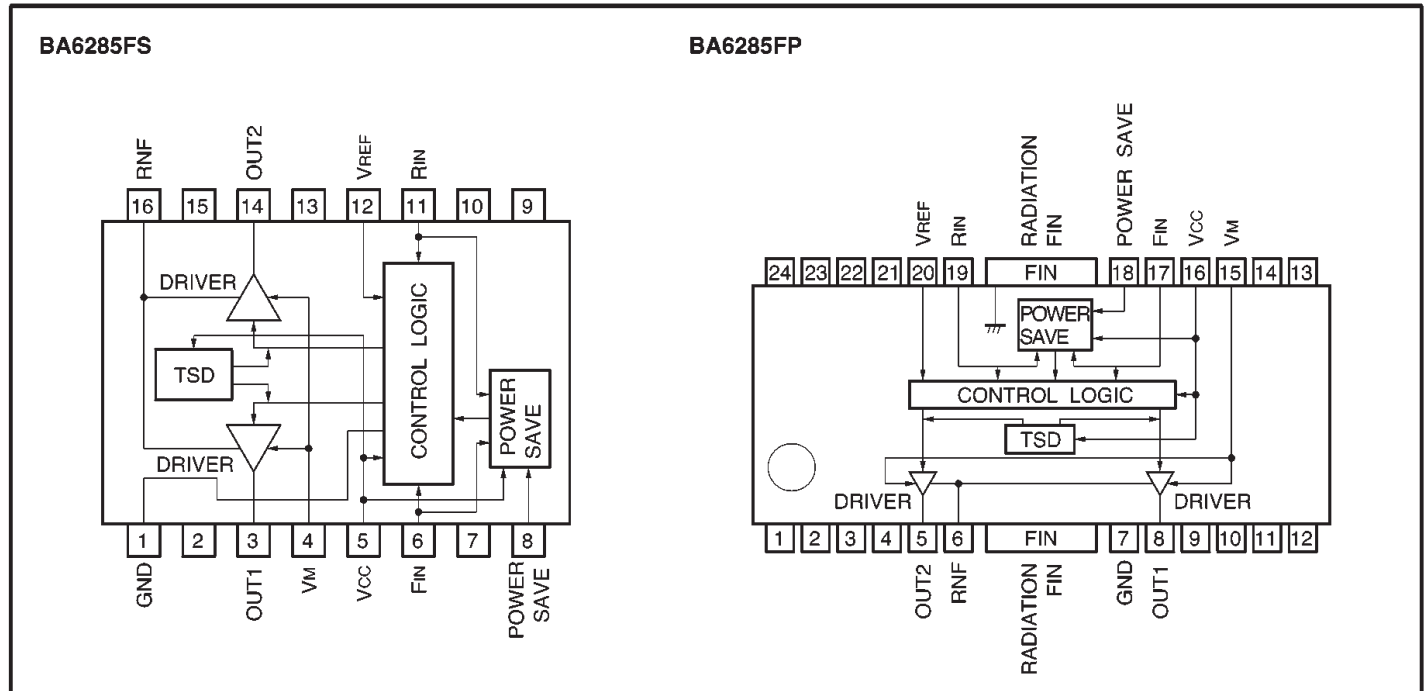 BA6285FS
BA6285FP
RNF
OUT2
VREF
RIN
16 15 14 13 12 11 10 9
DRIVER
TSD
DRIVER
CONTROL LOGIC
POWER
SAVE
1 2 3 4 5 6 7 8
GND
OUT1
VM
VCC
FIN
POWER
SAVE
VREF
RIN
RADIATION
FIN
POWER SAVE
FIN
VCC
VM
24 23 22 21 20 19 FIN 18 17 16 15 14 13
POWER
SAVE
CONTROL LOGIC
TSD
DRIVER
DRIVER
1 2 3 4 5 6 FIN 7 8 9 10 11 12
OUT2
RNF
RADIATION
FIN
GND
OUT1